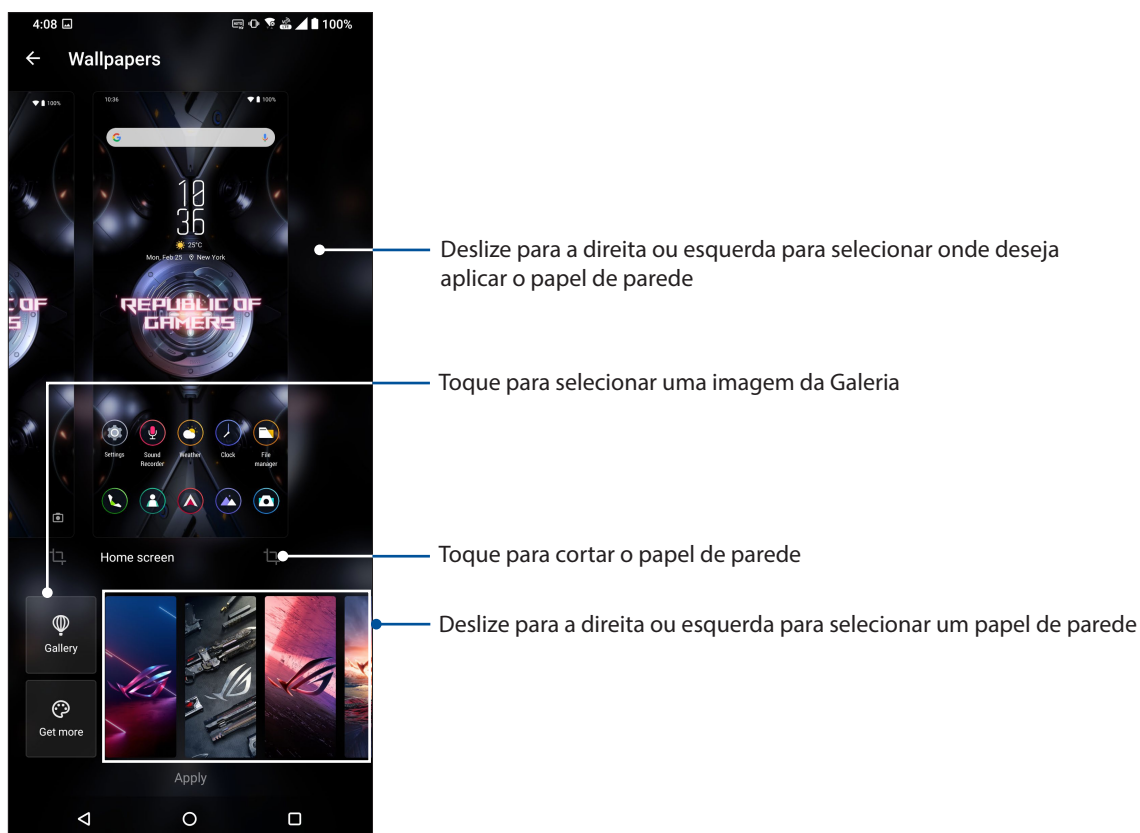 4:08
100%
Wallpapers
100%
10:36
100%
10
36
25°C
Mon, Feb 25 New York
Deslize para a direita ou esquerda para selecionar onde deseja
aplicar o papel de parede
OF
S
REPUBLIC OF
GAMERS
Toque para selecionar uma imagem da Galeria
Settings
Sound
Recorder
Weather
Clock
File
manager
Home screen
Toque para cortar o papel de parede
Gallery
Deslize para a direita ou esquerda para selecionar um papel de parede
Get more
Apply